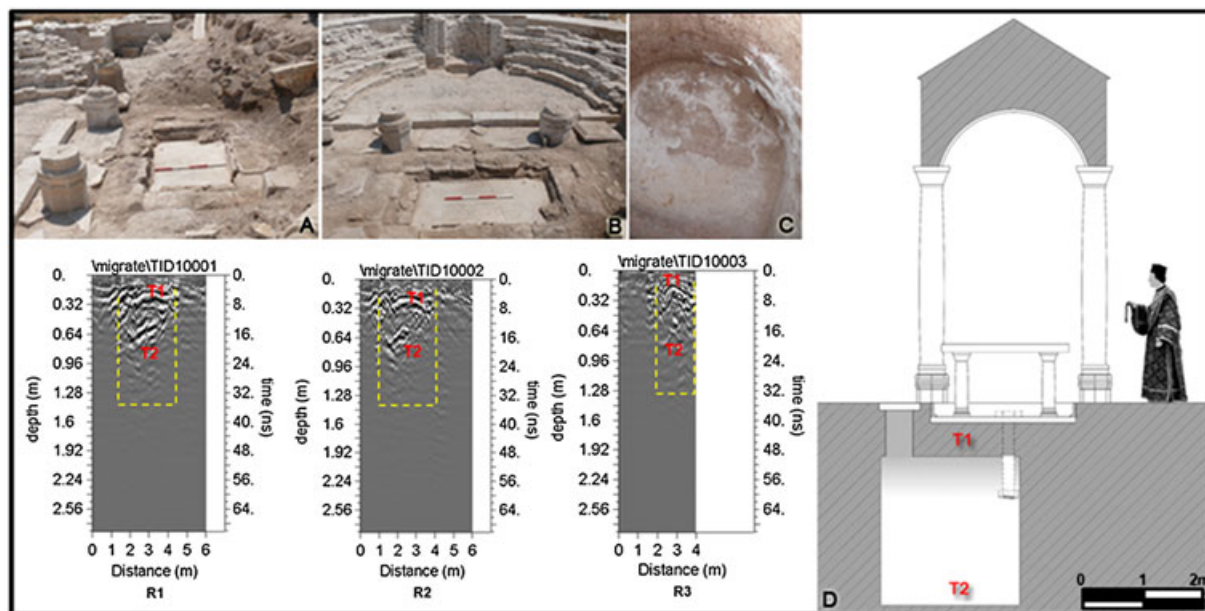 A
B
C
\migrate\TID10001
0.
0.32
0.64
0.96
1.28
1.6
1.92
2.24
2.56
depth (m)
T1
T2
0.
8.
16.
24.
32.
40.
48.
56.
64.
time (ns)
0 1 2 3 4 5 6
Distance (m)
R1
\migrate\TID10002
0.
0.32
0.64
0.96
1.28
1.6
1.92
2.24
2.56
depth (m)
T1
T2
0.
8.
16.
24.
32.
40.
48.
56.
64.
time (ns)
0 1 2 3 4 5 6
Distance (m)
R2
\migrate\TID10003
0.
0.32
0.64
0.96
1.28
1.6
1.92
2.24
2.56
depth (m)
T1
T2
0.
8.
16.
24.
32.
40.
48.
56.
64.
time (ns)
0 1 2 3 4
Distance (m)
R3
T1
T2
D
0 1 2m